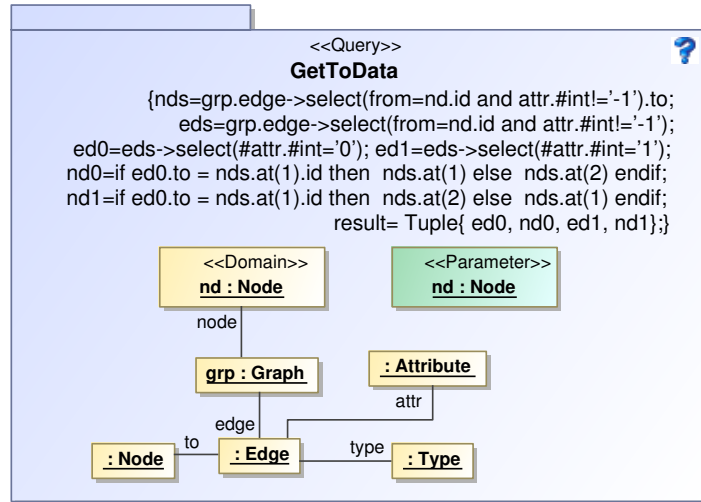 <<Query>>
GetToData
{nds=grp.edge->select(from=nd.id and attr.#int!='-1').to;
eds=grp.edge->select(from=nd.id and attr.#int!='-1');
ed0=eds->select(#attr.#int='0'); ed1=eds->select(#attr.#int='1');
nd0=if ed0.to = nds.at(1).id then nds.at(1) else nds.at(2) endif;
nd1=if ed0.to = nds.at(1).id then nds.at(2) else nds.at(1) endif;
result= Tuple{ ed0, nd0, ed1, nd1};}
<<Domain>>
nd : Node
<<Parameter>>
nd : Node
node
grp : Graph
: Attribute
attr
edge
to
type
: Node
: Edge
: Type